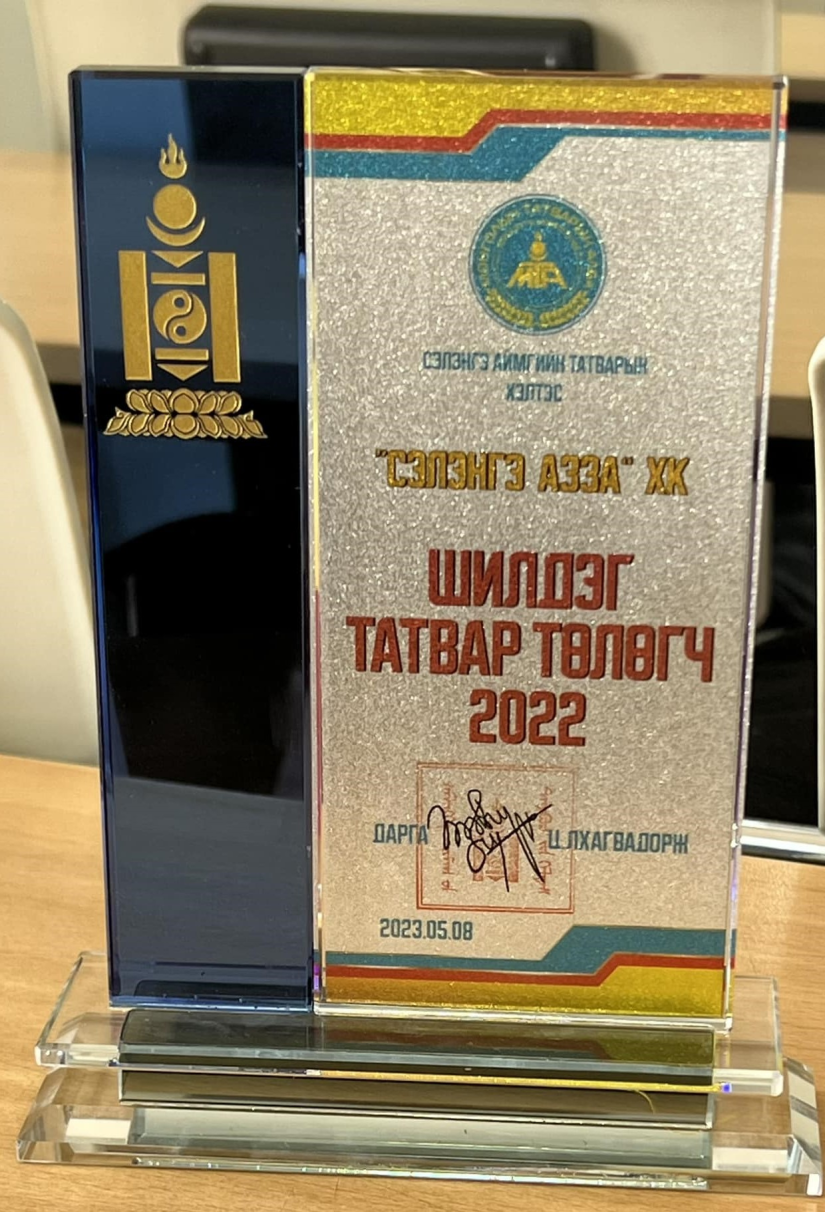 СЭЛЭНГЭ АЙМГИЙН ТАТВАРЫН
ХЭЛТЭС
"СЭЛЭНГЭ АЗЗА" ХК
ШИЛДЭГ
ТАТВАР ТӨЛӨГЧ
2022
ДАРГА Ц.ЛХАГВАДОРЖ
2023.05.08